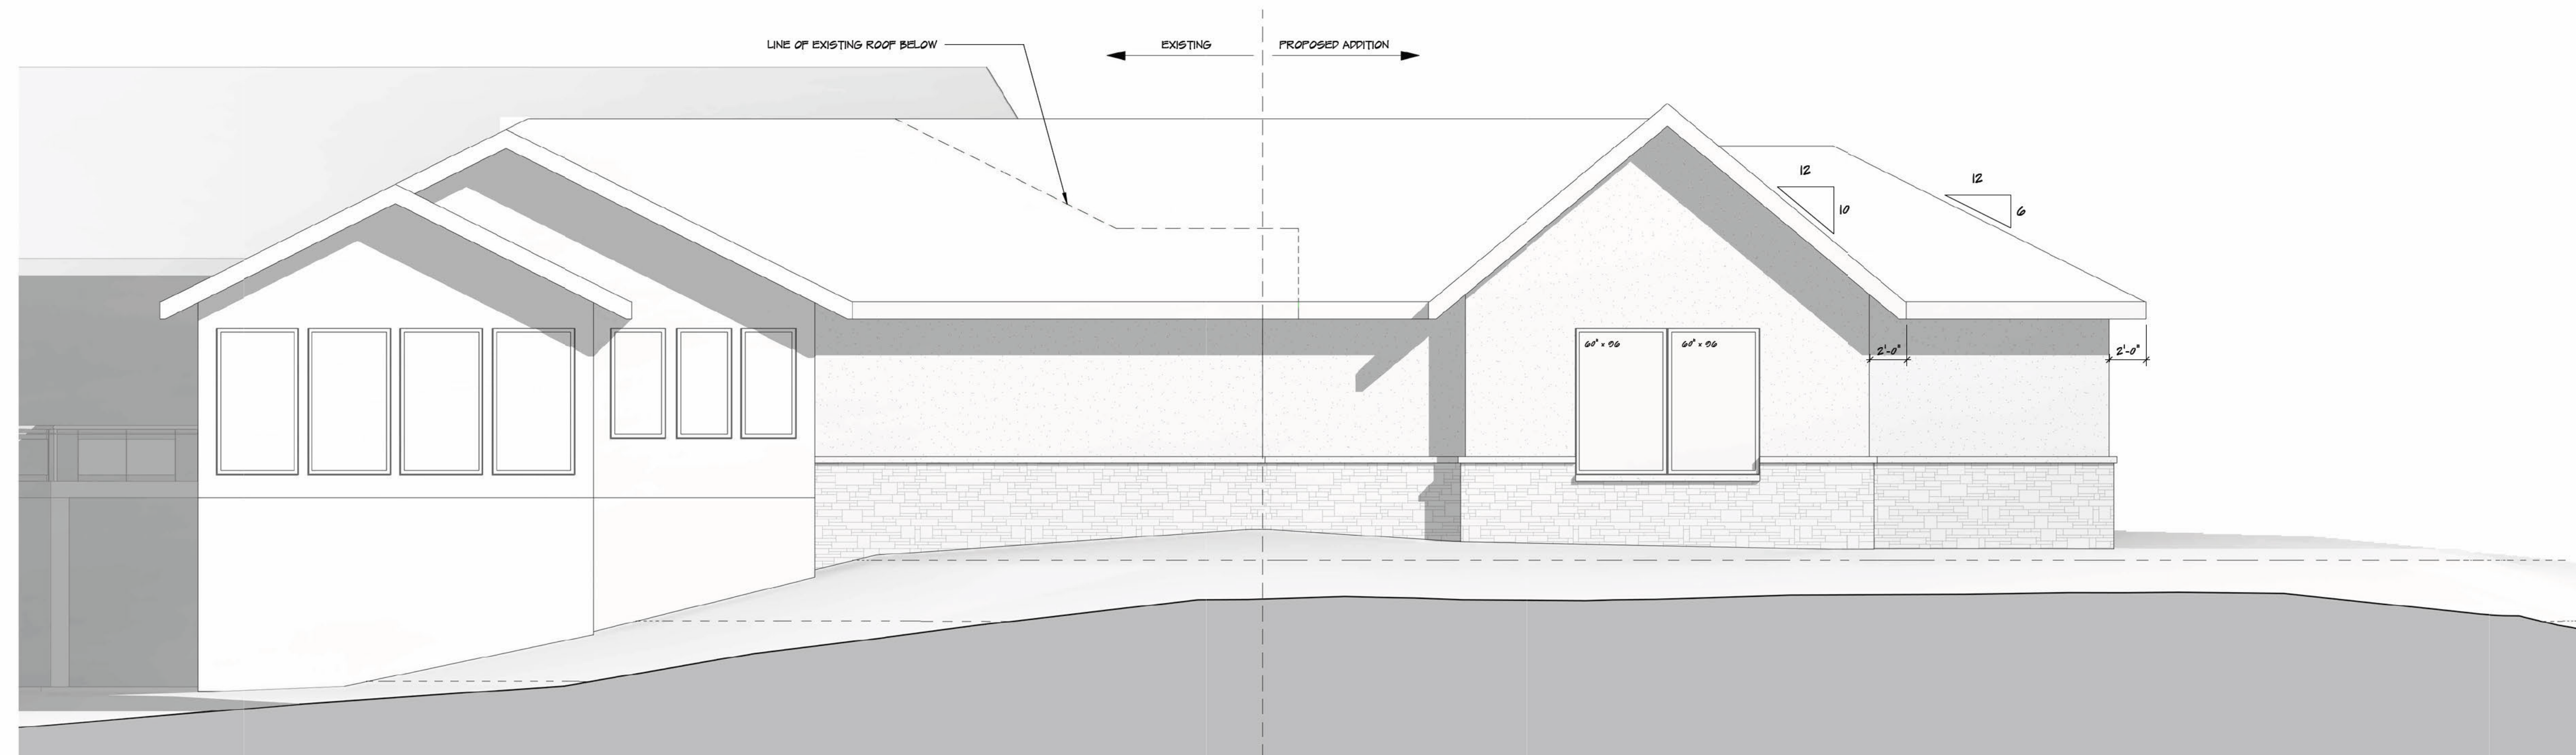 LINE OF EXISTING ROOF BELOW
EXISTING
PROPOSED ADDITION
12
10
12
6
60" x 96
60" x 96
2'-0"
2'-0"